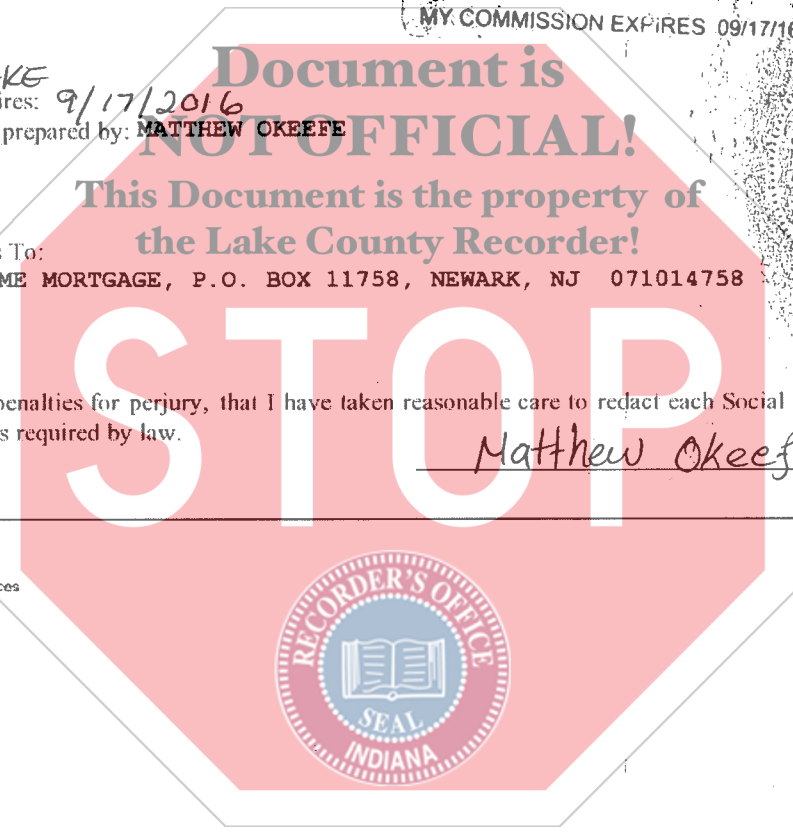 MY COMMISSION EXPIRES 09/17/16
Document is
KE
ires: 9/17/2016
prepared by: MATTHEW OKEEFE
NOT OFFICIAL!
This Document is the property of
s To:
the Lake County Recorder!
ME MORTGAGE, P.O. BOX 11758, NEWARK, NJ 071014758
STOP
penalties for perjury, that I have taken reasonable care to redact each Social
s required by law.
Matthew Okeef
ces
RECORDER'S OFFICE
SEAL
INDIANA